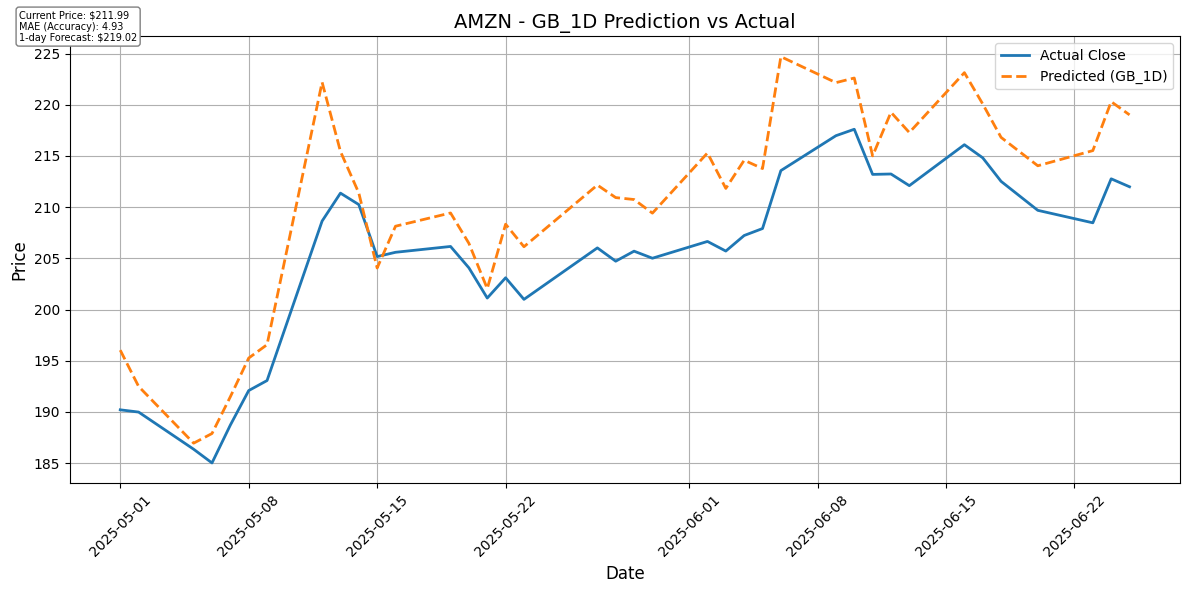 Current Price: $211.99
MAE (Accuracy): 4.93
1-day Forecast: $219.02
AMZN - GB_1D Prediction vs Actual
Actual Close
Predicted (GB_1D)
Price
225
220
215
210
205
200
195
190
185
2025-05-01
2025-05-08
2025-05-15
2025-05-22
2025-06-01
2025-06-08
2025-06-15
2025-06-22
Date